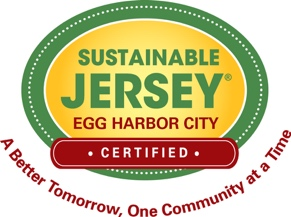 SUSTAINABLE
JERSEY®
EGG HARBOR CITY
• CERTIFIED •
A Better Tomorrow, One Community at a Time